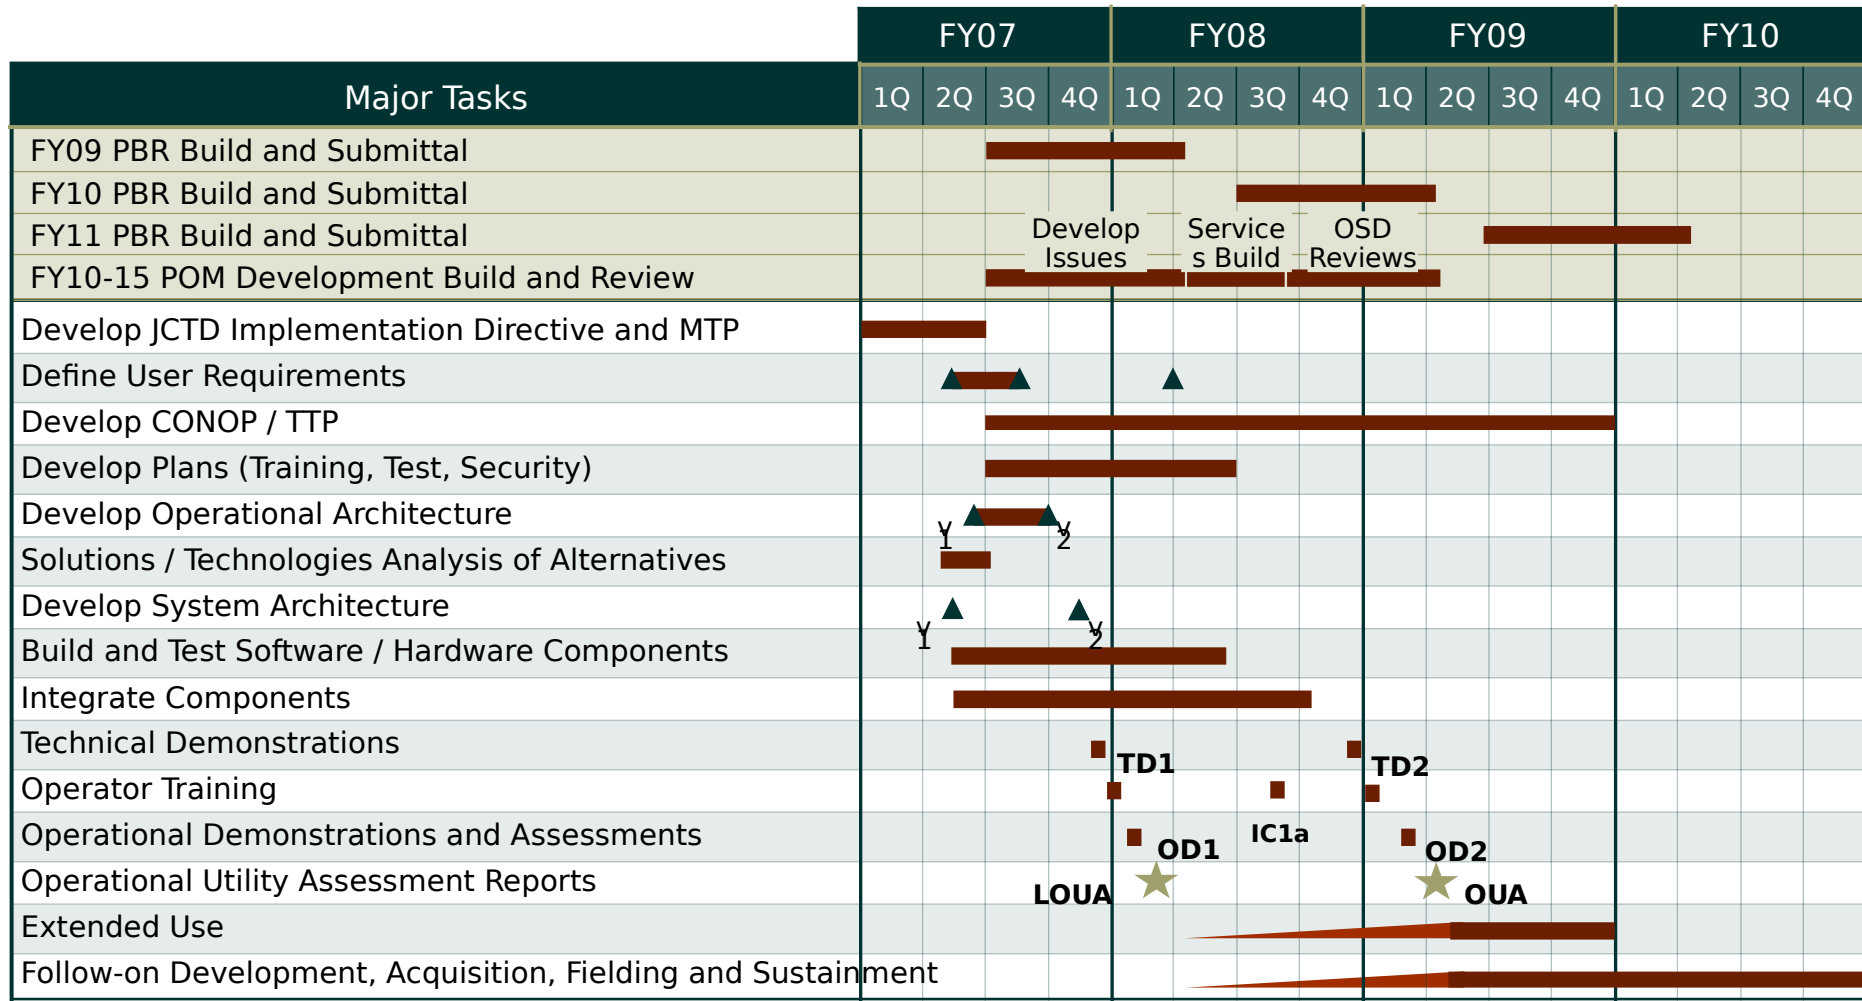 FY07 FY08 FY09 FY10
Major Tasks 1Q 2Q 3Q 4Q 1Q 2Q 3Q 4Q 1Q 2Q 3Q 4Q 1Q 2Q 3Q 4Q
FY09 PBR Build and Submittal
FY10 PBR Build and Submittal
FY11 PBR Build and Submittal
Develop Service OSD
Issues s Build Reviews
FY10-15 POM Development Build and Review
Develop JCTD Implementation Directive and MTP
Define User Requirements
Develop CONOP / TTP
Develop Plans (Training, Test, Security)
Develop Operational Architecture
V V
1 2
Solutions / Technologies Analysis of Alternatives
Develop System Architecture
V V
1 2
Build and Test Software / Hardware Components
Integrate Components
Technical Demonstrations
TD1 TD2
Operator Training
Operational Demonstrations and Assessments
IC1a
OD1 OD2
Operational Utility Assessment Reports
LOUA OUA
Extended Use
Follow-on Development, Acquisition, Fielding and Sustainment